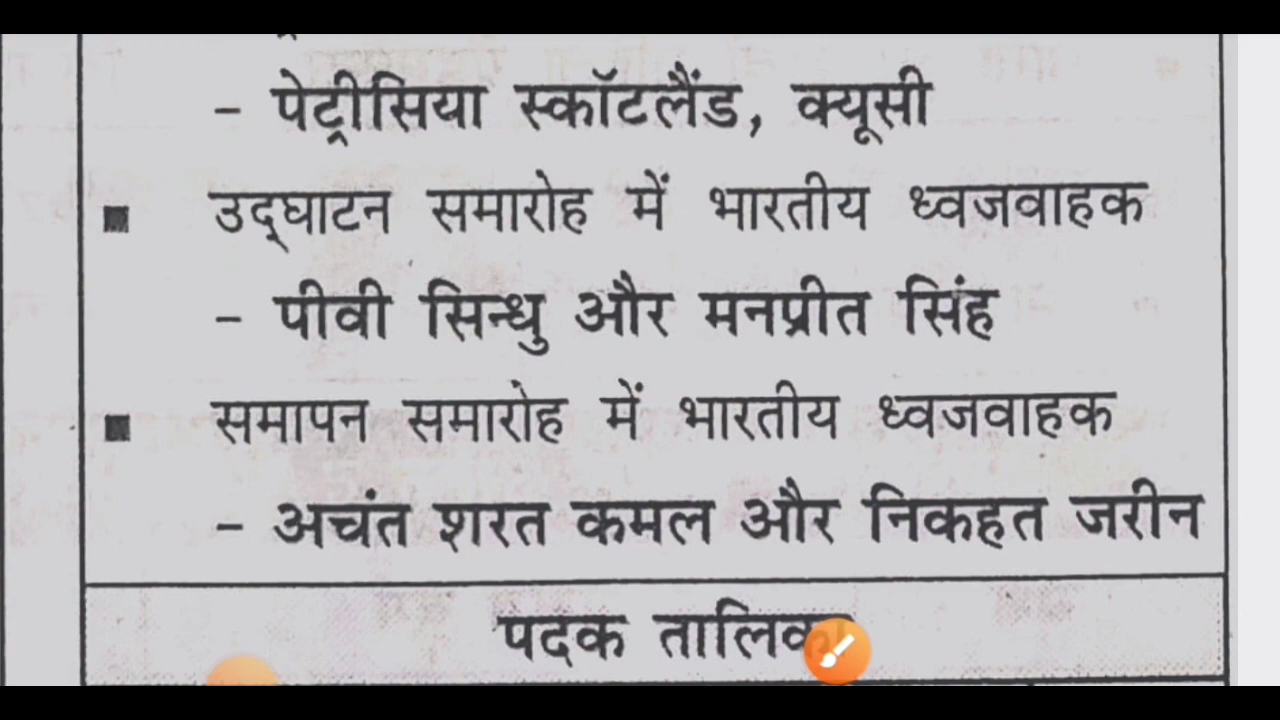 - पेट्रीसिया स्कॉटलैंड, क्यूसी
■ उद्घाटन समारोह में भारतीय ध्वजवाहक
- पीवी सिन्धु और मनप्रीत सिंह
■ समापन समारोह में भारतीय ध्वजवाहक
- अचंत शरत कमल और निकहत जरीन
पदक तालिका